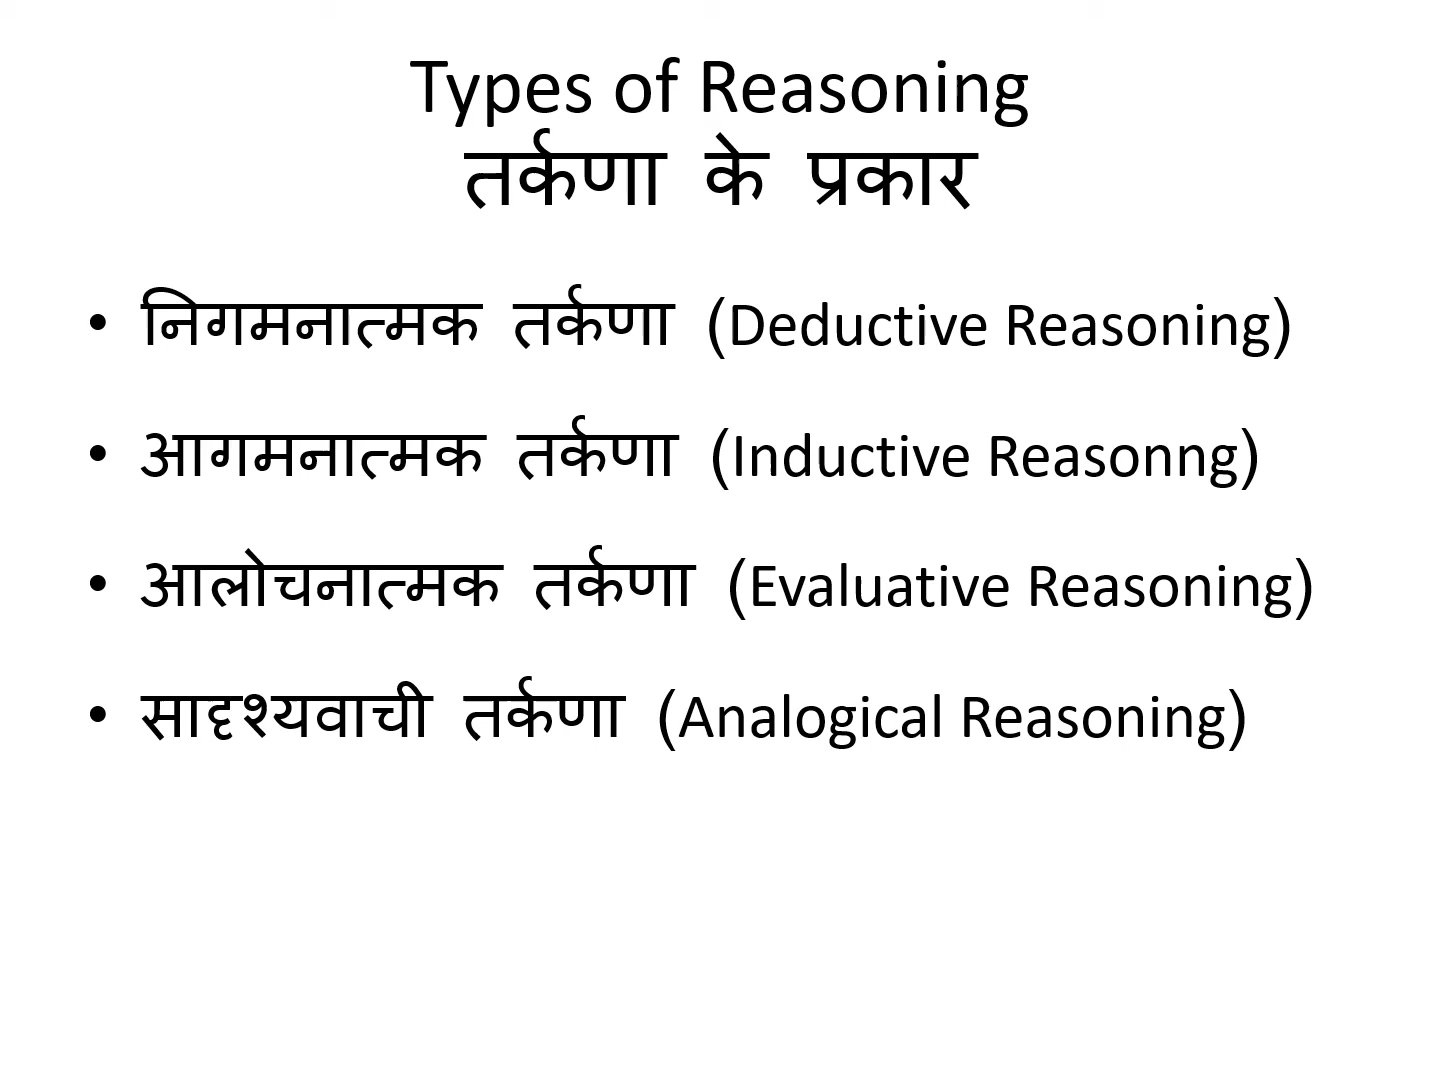 Types of Reasoning
तर्कणा के प्रकार
• निगमनात्मक तर्कणा (Deductive Reasoning)
• आगमनात्मक तर्कणा (Inductive Reasonng)
• आलोचनात्मक तर्कणा (Evaluative Reasoning)
• सादृश्यवाची तर्कणा (Analogical Reasoning)